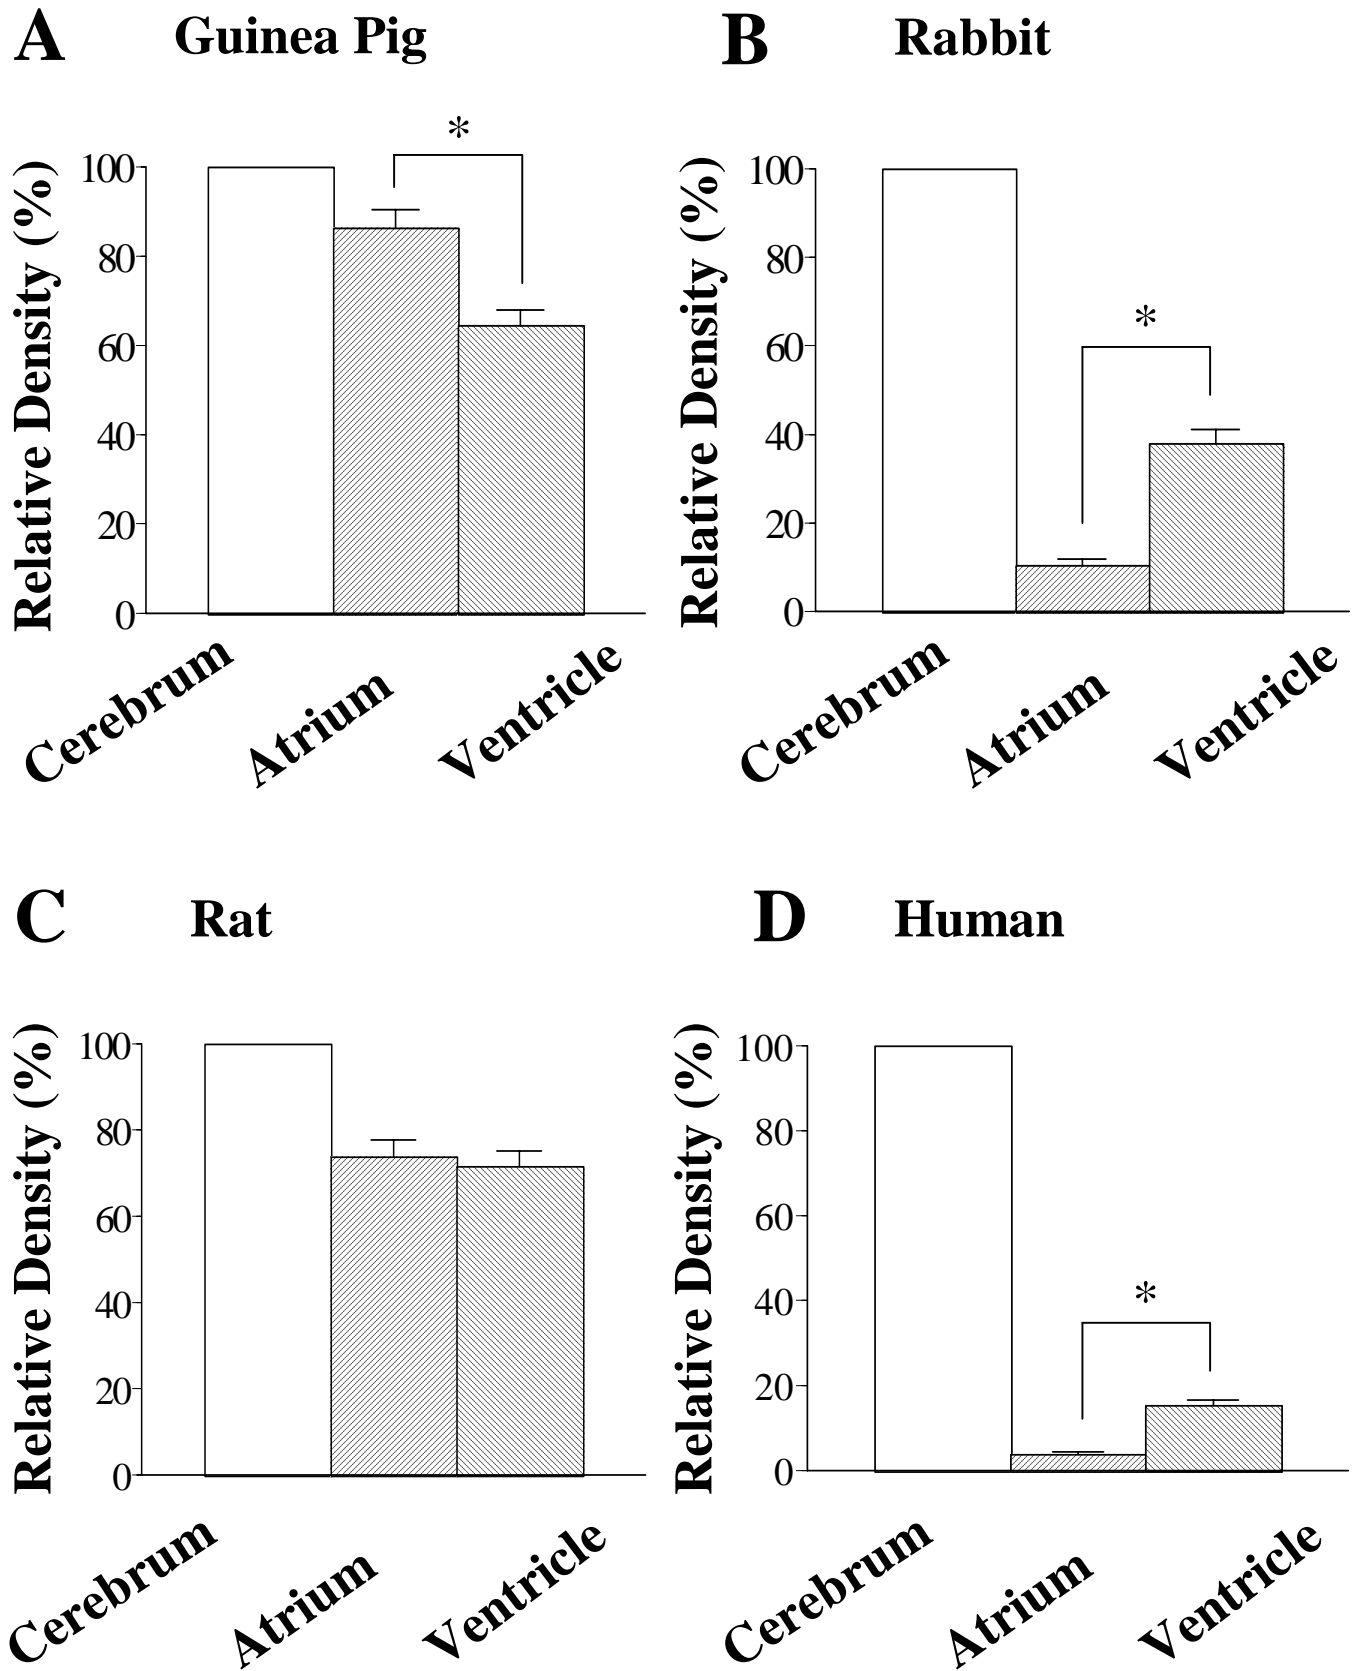 A Guinea Pig
Relative Density (%)
100
80
60
40
20
0
*
Cerebrum
Atrium
Ventricle
B Rabbit
Relative Density (%)
100
80
60
40
20
0
*
Cerebrum
Atrium
Ventricle
C Rat
Relative Density (%)
100
80
60
40
20
0
Cerebrum
Atrium
Ventricle
D Human
Relative Density (%)
100
80
60
40
20
0
*
Cerebrum
Atrium
Ventricle